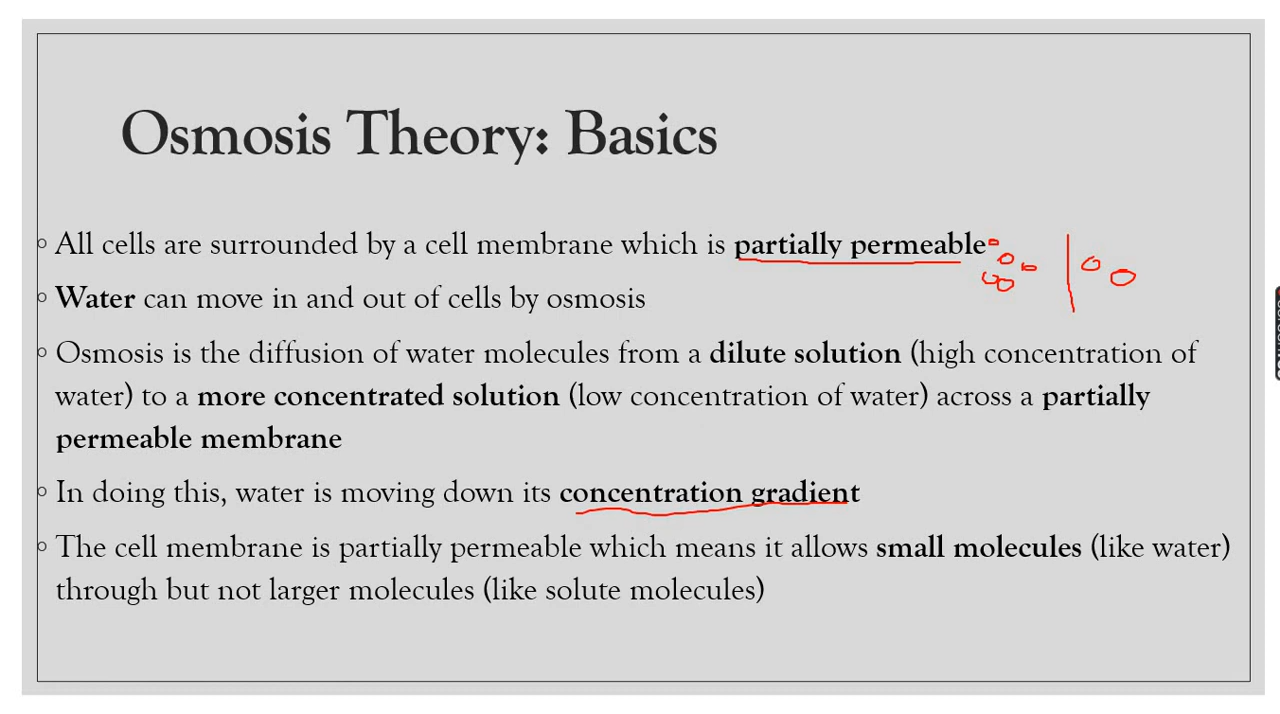 Osmosis Theory: Basics
All cells are surrounded by a cell membrane which is partially permeable
Water can move in and out of cells by osmosis
Osmosis is the diffusion of water molecules from a dilute solution (high concentration of
water) to a more concentrated solution (low concentration of water) across a partially
permeable membrane
In doing this, water is moving down its concentration gradient
The cell membrane is partially permeable which means it allows small molecules (like water)
through but not larger molecules (like solute molecules)